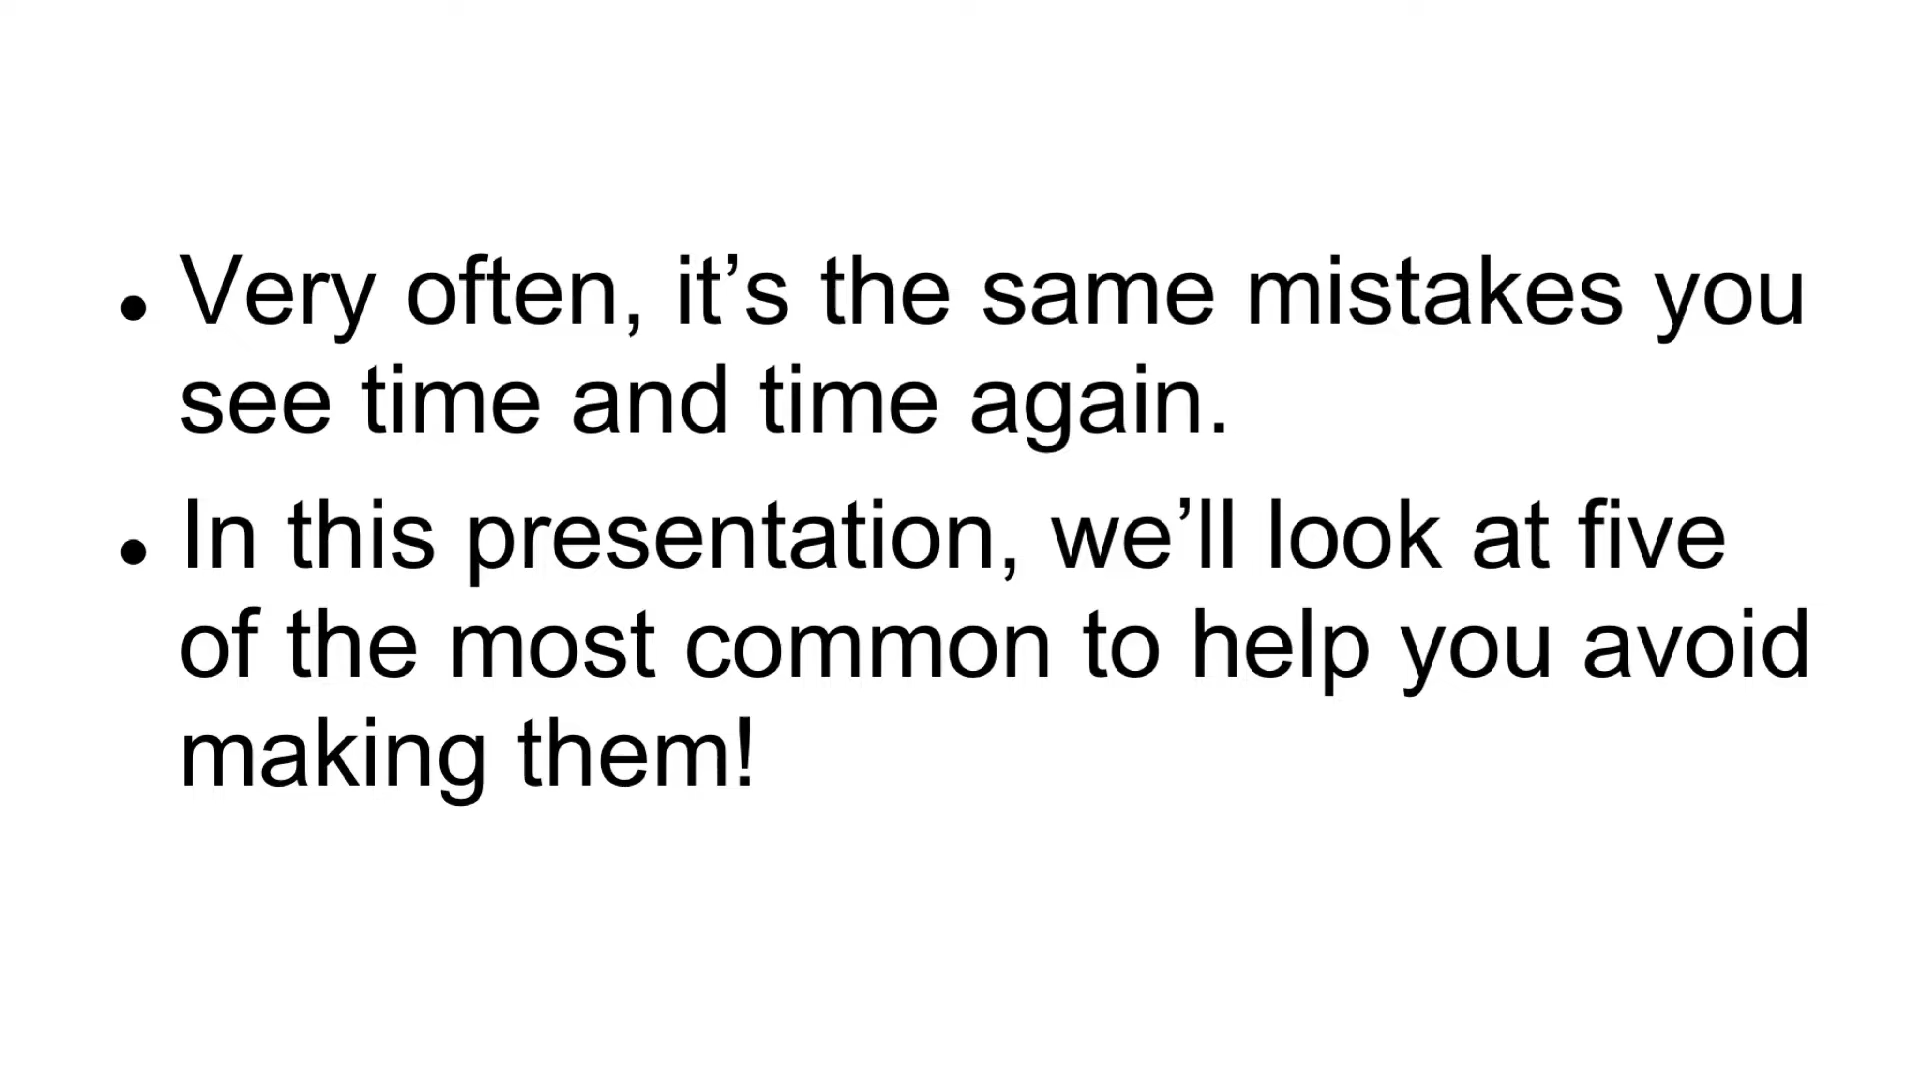 • Very often, it’s the same mistakes you
see time and time again.
• In this presentation, we’ll look at five
of the most common to help you avoid
making them!